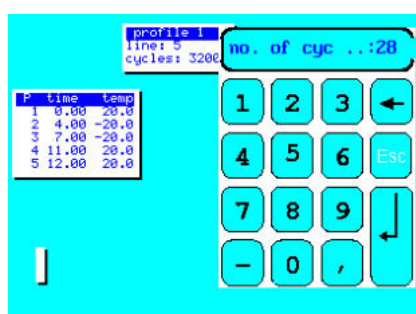 profile 1
line: 5
cycles: 3200
no. of cyc ..:28
P time temp
1 0.00 20.0
2 4.00 -20.0
3 7.00 -20.0
4 11.00 20.0
5 12.00 20.0
1 2 3 ←
4 5 6 Esc
7 8 9
- 0 ,